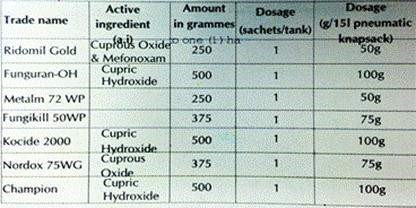 Trade name | Active ingredient (a.i) | Amount in grammes | Dosage (sachets/tank) | Dosage (g/15l pneumatic knapsack)
one (1) ha
Ridomil Gold | Cuprous Oxide & Mefonoxam | 250 | 1 | 50g
Funguran-OH | Cupric Hydroxide | 500 | 1 | 100g
Metalm 72 WP | 250 | 1 | 50g
Fungikill 50WP | 375 | 1 | 75g
Kocide 2000 | Cupric Hydroxide | 500 | 1 | 100g
Nordox 75WG | Cuprous Oxide | 375 | 1 | 75g
Champion | Cupric Hydroxide | 500 | 1 | 100g